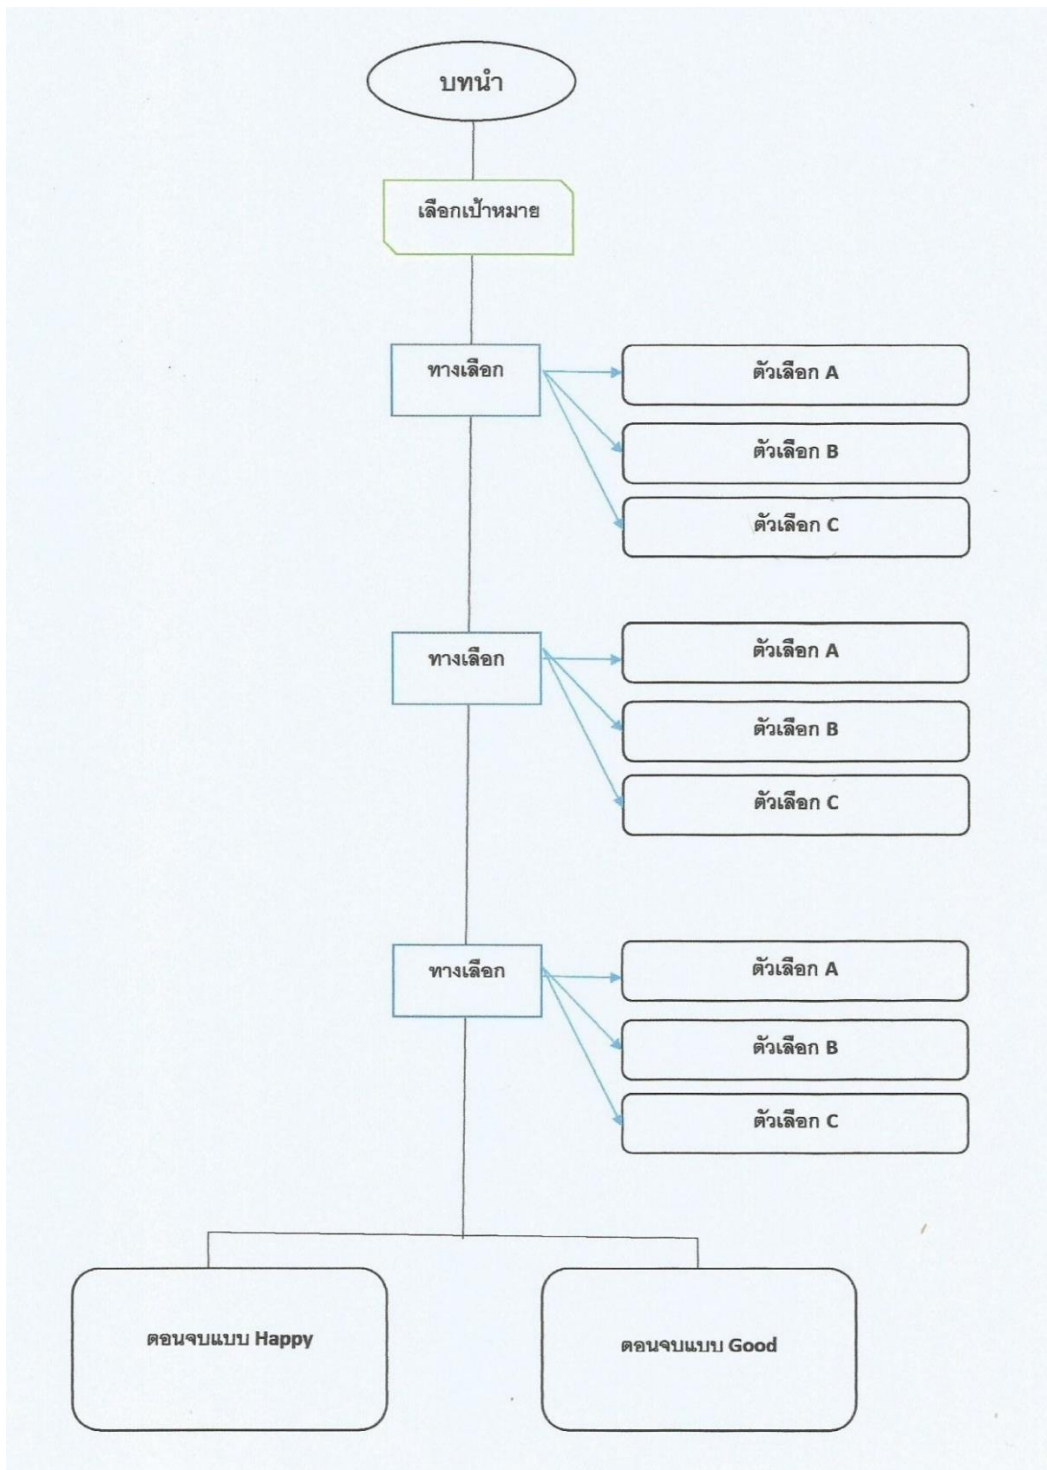 บทนำ
เลือกเป้าหมาย
ทางเลือก
ตัวเลือก A
ตัวเลือก B
ตัวเลือก C
ทางเลือก
ตัวเลือก A
ตัวเลือก B
ตัวเลือก C
ทางเลือก
ตัวเลือก A
ตัวเลือก B
ตัวเลือก C
ตอนจบแบบ Happy
ตอนจบแบบ Good